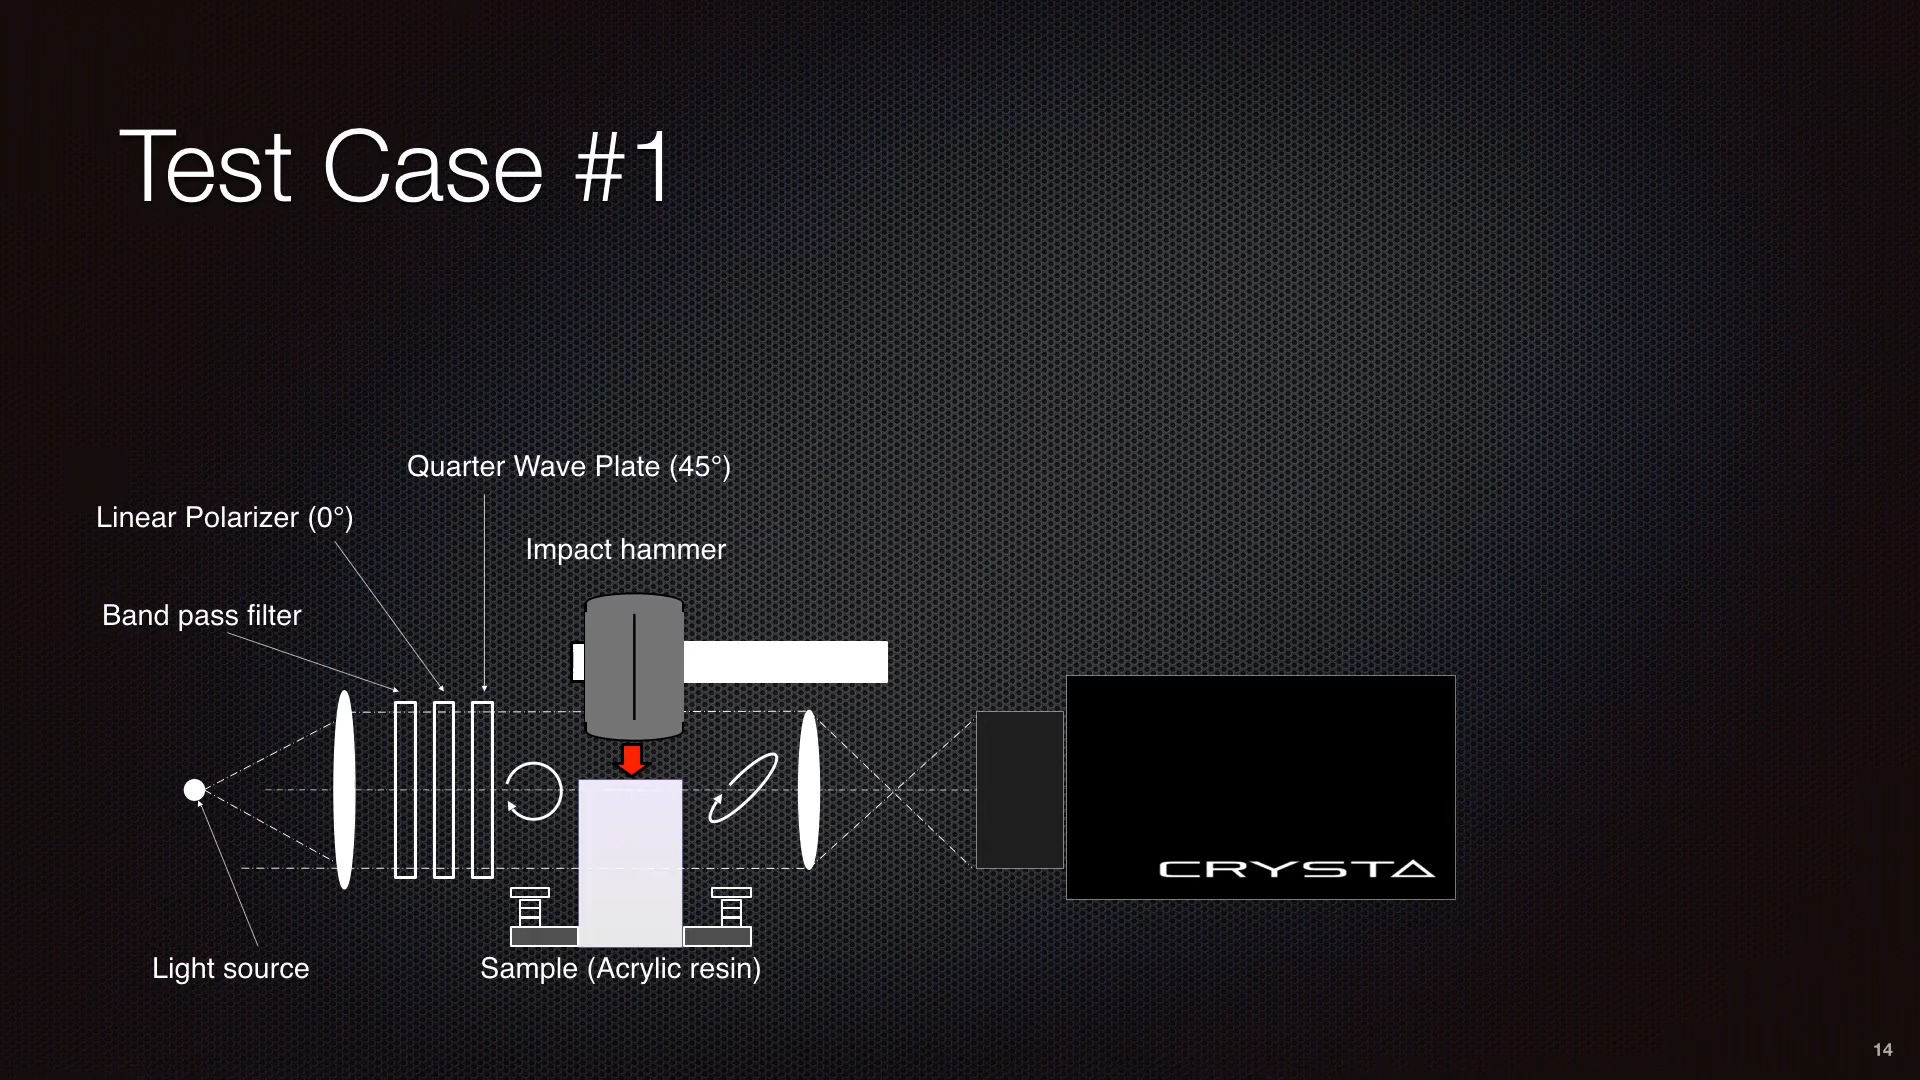 Test Case #1
Quarter Wave Plate (45°)
Linear Polarizer (0°)
Impact hammer
Band pass filter
CRYSTA
Light source
Sample (Acrylic resin)
14